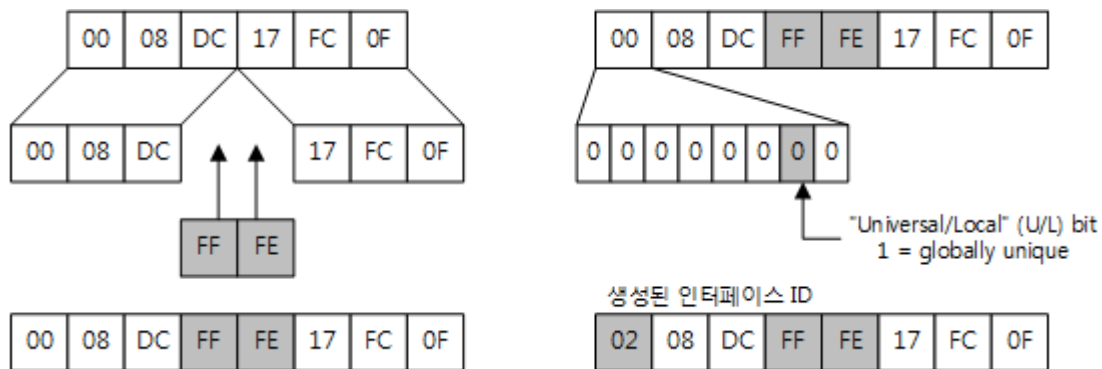 00 08 DC 17 FC 0F
00 08 DC 17 FC 0F
FF FE
00 08 DC FF FE 17 FC 0F
00 08 DC FF FE 17 FC 0F
0 0 0 0 0 0 0 0
"Universal/Local" (U/L) bit
1 = globally unique
생성된 인터페이스 ID
02 08 DC FF FE 17 FC 0F